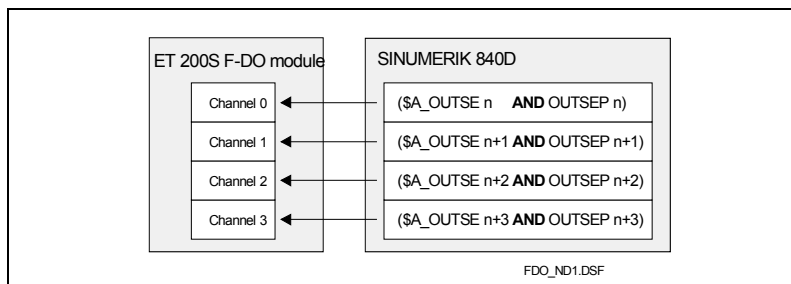 ET 200S F-DO module
SINUMERIK 840D
Channel 0
($A_OUTSE n AND OUTSEP n)
Channel 1
($A_OUTSE n+1 AND OUTSEP n+1)
Channel 2
($A_OUTSE n+2 AND OUTSEP n+2)
Channel 3
($A_OUTSE n+3 AND OUTSEP n+3)
FDO_ND1.DSF